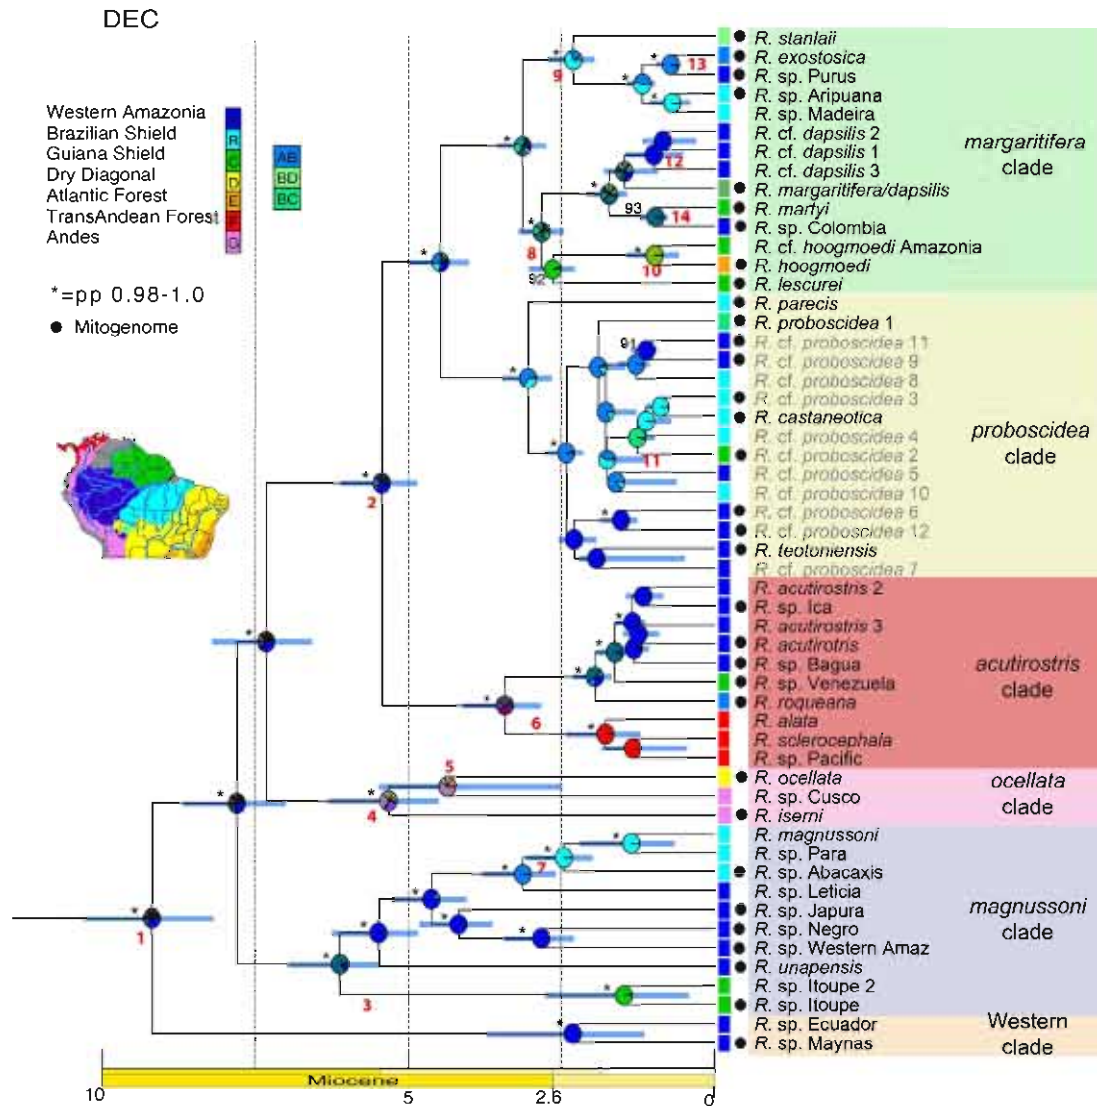 DEC
Western Amazonia
Brazilian Shield
Guiana Shield
Dry Diagonal
Atlantic Forest
TransAndean Forest
Andes
R
D
E
F
AB
BD
BC
*=pp 0.98-1.0
Mitogenome
R. stanlaii
R. exostosica
R. sp. Purus
R. sp. Aripuana
R. sp. Madeira
R. cf. dapsilis 2
R. cf. dapsilis 1
R. cf. dapsilis 3
R. margaritifera/dapsilis
R. martyi
R. sp. Colombia
R. cf. hoogmoedi Amazonia
R. hoogmoedi
R. lescurei
R. parecis
R. proboscidea 1
R. cf. proboscidea 11
R. cf. proboscidea 9
R. cf. proboscidea 8
R. cf. proboscidea 3
R. castaneotica
R. cf. proboscidea 4
R. cf. proboscidea 2
R. cf. proboscidea 5
R. cf. proboscidea 10
R. cf. proboscidea 6
R. cf. proboscidea 12
R. teotoniensis
R. cf. proboscidea 7
R. acutirostris 2
R. sp. Ica
R. acutirostris 3
R. acutirotris
R. sp. Bagua
R. sp. Venezuela
R. roqueana
R. alata
R. sclerocephala
R. sp. Pacific
R. ocellata
R. sp. Cusco
R. iserni
R. magnussoni
R. sp. Para
R. sp. Abacaxis
R. sp. Leticia
R. sp. Japura
R. sp. Negro
R. sp. Western Amaz
R. unapensis
R. sp. Itoupe 2
R. sp. Itoupe
R. sp. Ecuador
R. sp. Maynas
margaritifera
clade
proboscidea
clade
acutirostris
clade
ocellata
clade
magnussoni
clade
Western
clade
9
13
12
93
14
8
10
92
91
11
2
6
5
4
7
1
3
Miocene
10
5
2.6
0